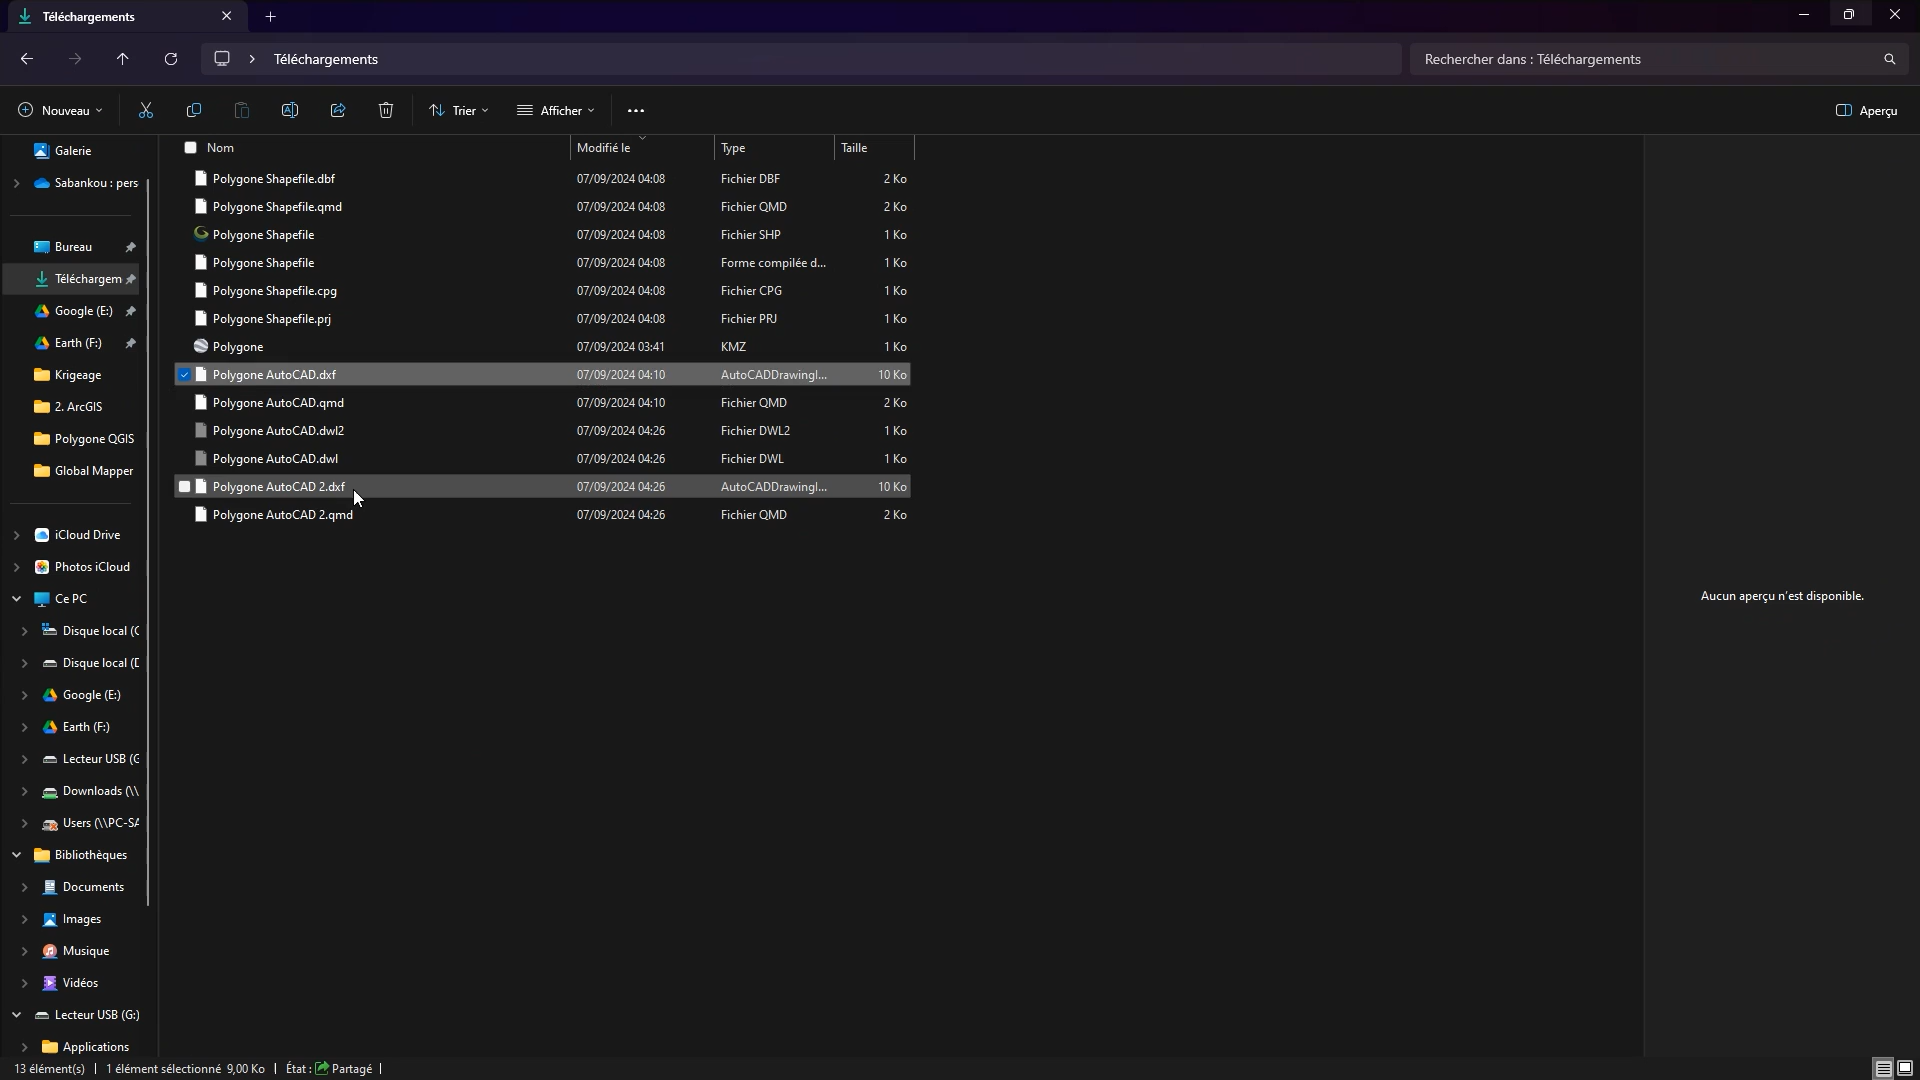 Téléchargements
Téléchargements
Rechercher dans : Téléchargements
Nouveau
Trier
Afficher
Aperçu
Nom Modifié le Type Taille
Polygone Shapefile.dbf 07/09/2024 04:08 Fichier DBF 2 Ko
Polygone Shapefile.qmd 07/09/2024 04:08 Fichier QMD 2 Ko
Polygone Shapefile 07/09/2024 04:08 Fichier SHP 1 Ko
Polygone Shapefile 07/09/2024 04:08 Forme compilée d... 1 Ko
Polygone Shapefile.cpg 07/09/2024 04:08 Fichier CPG 1 Ko
Polygone Shapefile.prj 07/09/2024 04:08 Fichier PRJ 1 Ko
Polygone 07/09/2024 03:41 KMZ 1 Ko
Polygone AutoCAD.dxf 07/09/2024 04:10 AutoCADDrawingI... 10 Ko
Polygone AutoCAD.qmd 07/09/2024 04:10 Fichier QMD 2 Ko
Polygone AutoCAD.dwl2 07/09/2024 04:26 Fichier DWL2 1 Ko
Polygone AutoCAD.dwl 07/09/2024 04:26 Fichier DWL 1 Ko
Polygone AutoCAD 2.dxf 07/09/2024 04:26 AutoCADDrawingI... 10 Ko
Polygone AutoCAD 2.qmd 07/09/2024 04:26 Fichier QMD 2 Ko
Galerie
Sabankou : pers
Bureau
Téléchargem
Google (E:)
Earth (F:)
Krigeage
2. ArcGIS
Polygone QGIS
Global Mapper
iCloud Drive
Photos iCloud
Ce PC
Disque local (C
Disque local (D
Google (E:)
Earth (F:)
Lecteur USB (G
Downloads (\\
Users (\\PC-SA
Bibliothèques
Documents
Images
Musique
Vidéos
Lecteur USB (G:)
Applications
Aucun aperçu n'est disponible.
13 élément(s) 1 élément sélectionné 9,00 Ko État : Partagé